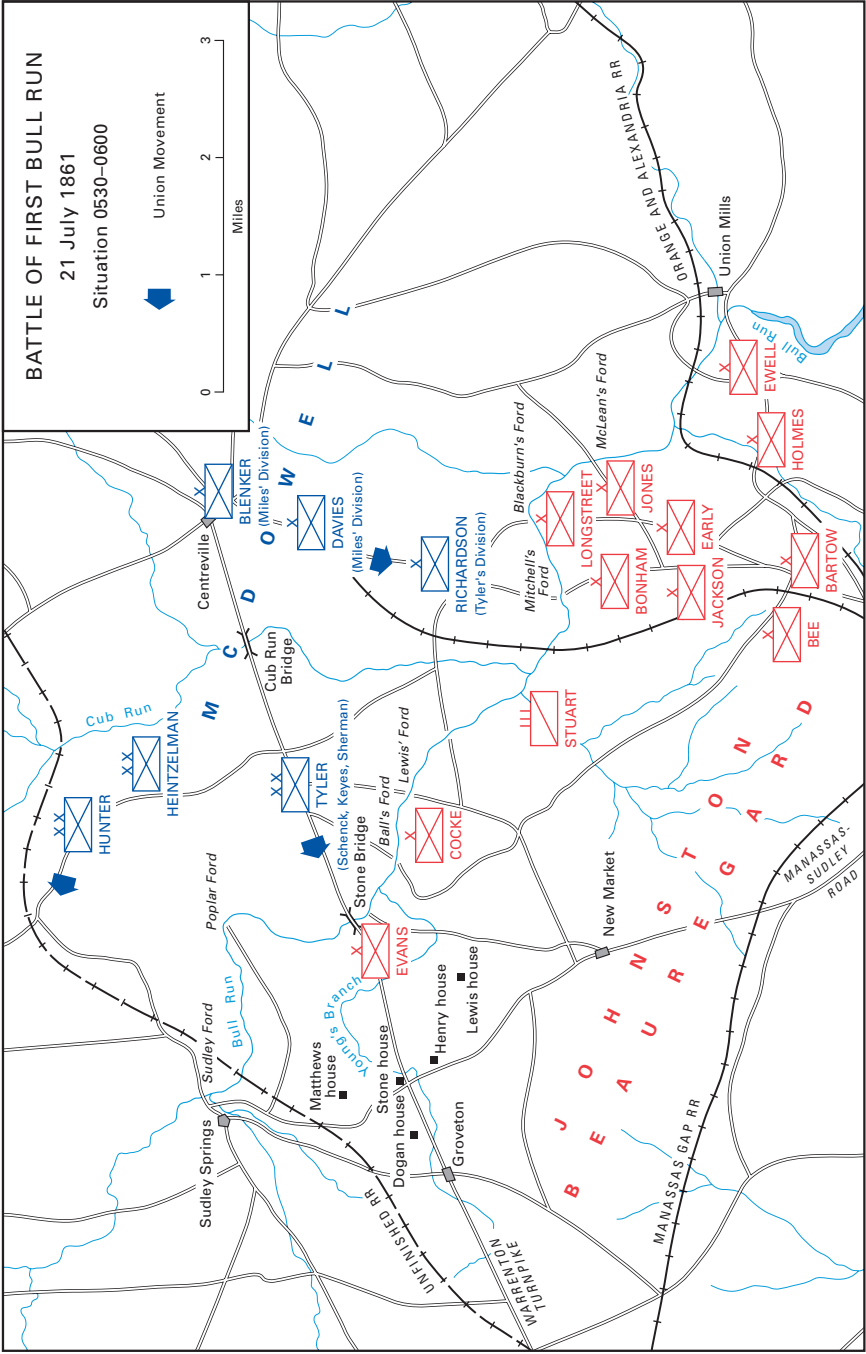 BATTLE OF FIRST BULL RUN
21 July 1861
Situation 0530–0600
Union Movement
0 1 2 3
Miles
HUNTER
HEINTZELMAN
Cub Run
MCDOWELL
Centreville
BLENKER
(Miles' Division)
DAVIES
(Miles' Division)
RICHARDSON
(Tyler's Division)
Cub Run
Bridge
TYLER
(Schenck, Keyes, Sherman)
Poplar Ford
Sudley Ford
Sudley Springs
Bull Run
Stone Bridge
Ball's Ford
Lewis' Ford
Mitchell's
Ford
Blackburn's Ford
McLean's Ford
Union Mills
ORANGE AND ALEXANDRIA RR
Bull Run
EVANS
Young's Branch
Matthews
house
Stone house
Dogan house
Henry house
Lewis house
Groveton
UNFINISHED RR
WARRENTON
TURNPIKE
COCKE
STUART
LONGSTREET
JONES
BONHAM
EARLY
JACKSON
EWELL
HOLMES
BARTOW
BEE
New Market
JOHNSTON
BEAUREGARD
MANASSAS GAP RR
MANASSAS-
SUDLEY
ROAD